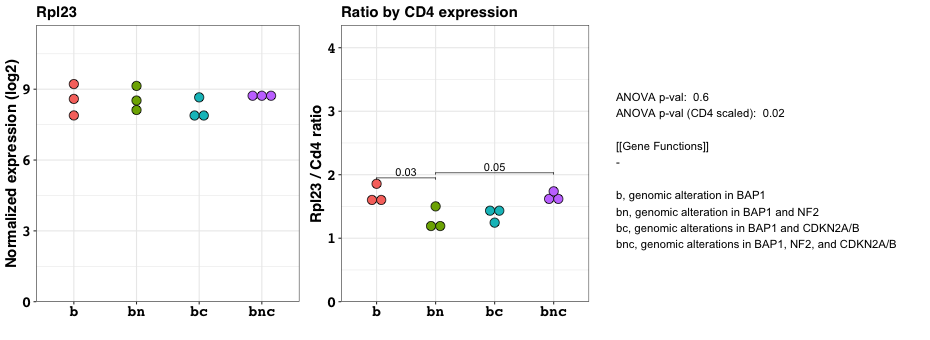 Rpl23
Normalized expression (log2)
9
6
3
0
b
bn
bc
bnc
Ratio by CD4 expression
Rpl23 / Cd4 ratio
4
3
2
1
0
0.03
0.05
b
bn
bc
bnc
ANOVA p-val:  0.6
ANOVA p-val (CD4 scaled):  0.02
[[Gene Functions]]
-
b, genomic alteration in BAP1
bn, genomic alteration in BAP1 and NF2
bc, genomic alterations in BAP1 and CDKN2A/B
bnc, genomic alterations in BAP1, NF2, and CDKN2A/B